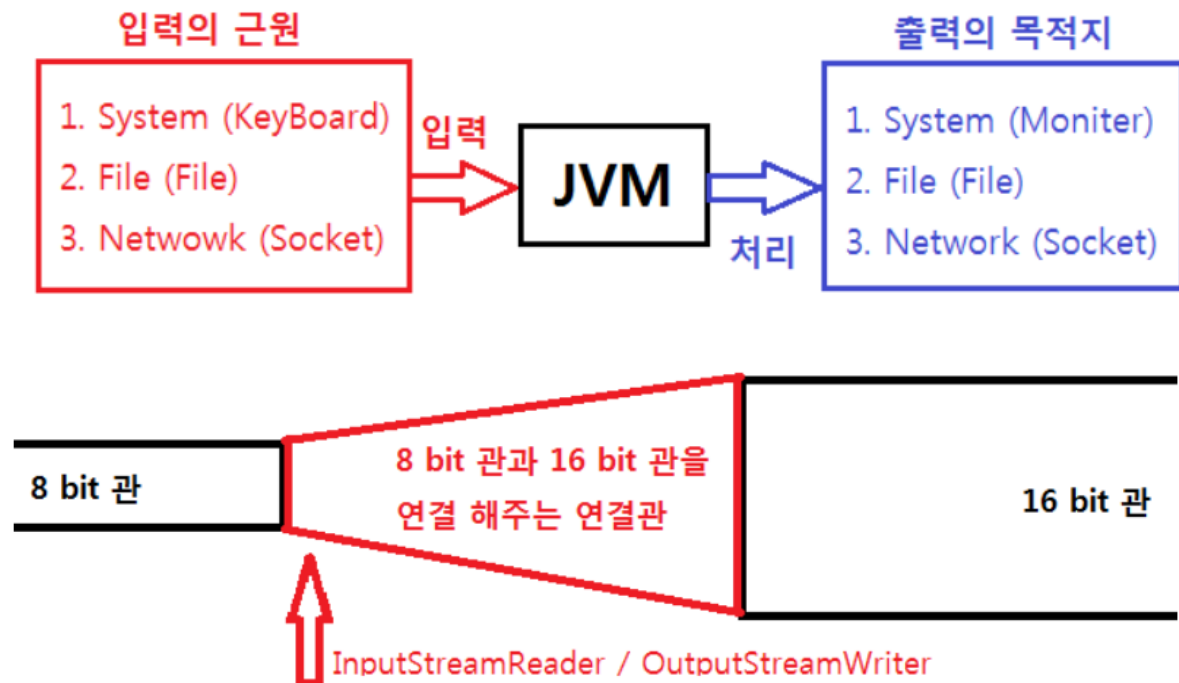 입력의 근원
1. System (KeyBoard)
2. File (File)
3. Netwowk (Socket)
입력
JVM
처리
출력의 목적지
1. System (Moniter)
2. File (File)
3. Network (Socket)
8 bit 관
8 bit 관과 16 bit 관을
연결 해주는 연결관
16 bit 관
InputStreamReader / OutputStreamWriter